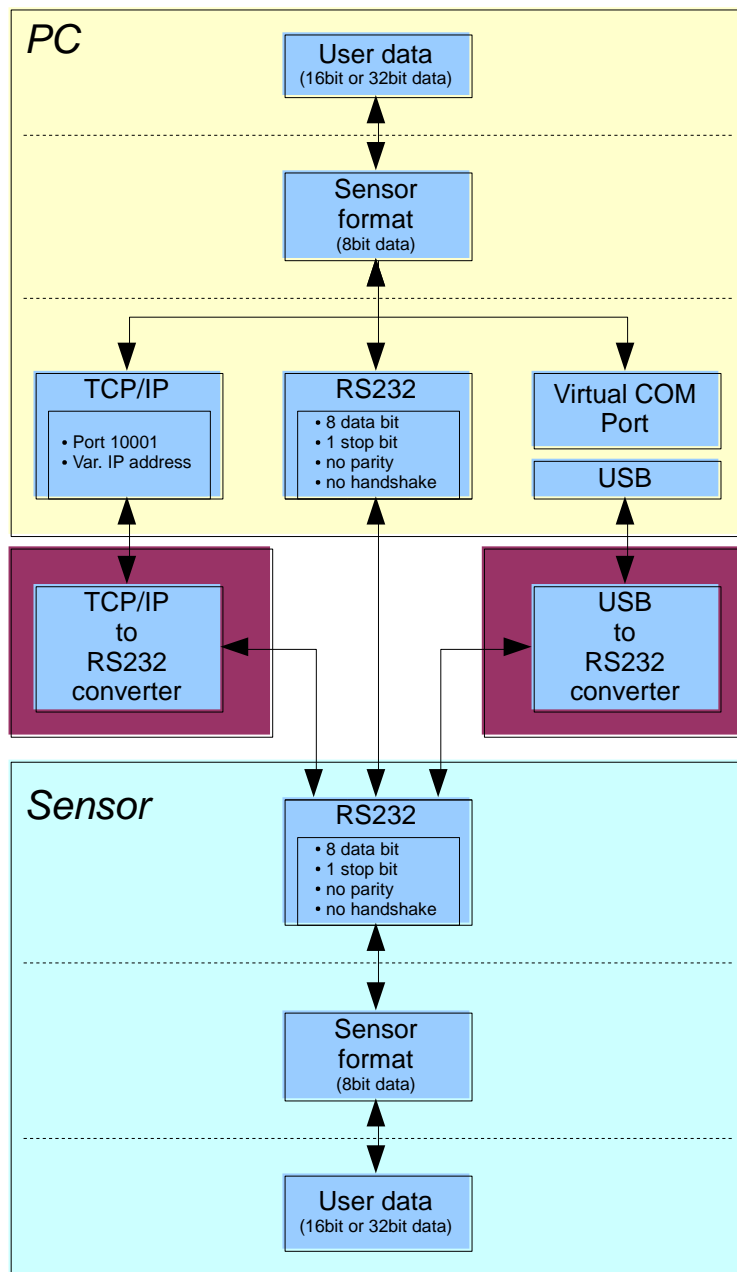 PC
User data
(16bit or 32bit data)
Sensor
format
(8bit data)
TCP/IP
• Port 10001
• Var. IP address
RS232
• 8 data bit
• 1 stop bit
• no parity
• no handshake
Virtual COM
Port
USB
TCP/IP
to
RS232
converter
USB
to
RS232
converter
Sensor
RS232
• 8 data bit
• 1 stop bit
• no parity
• no handshake
Sensor
format
(8bit data)
User data
(16bit or 32bit data)